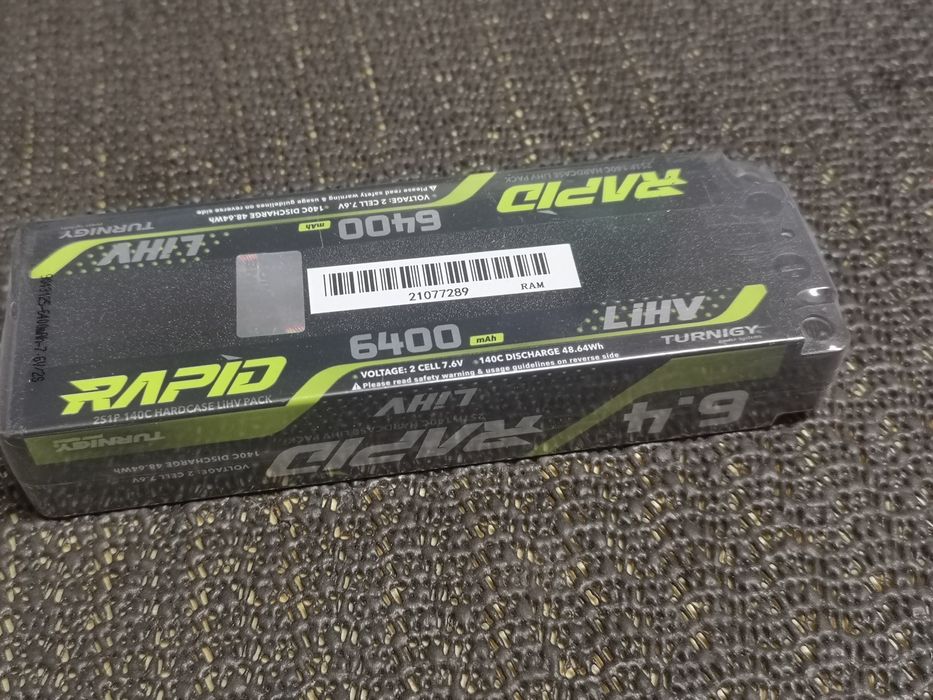 RAPID
2S1P 140C HARDCASE LIHV PACK
6400 mAh
VOLTAGE: 2 CELL 7.6V 140C DISCHARGE 48.64Wh
⚠ Please read safety warning & usage guidelines on reverse side
LiHV
TURNIGY
21077289 RAM
RAPID
2S1P 140C HARDCASE LIHV PACK
6400 mAh
VOLTAGE: 2 CELL 7.6V 140C DISCHARGE 48.64Wh
⚠ Please read safety warning & usage guidelines on reverse side
LiHV
TURNIGY
6.4
LiHV
RAPID
TURNIGY
VOLTAGE: 2 CELL 7.6V
140C DISCHARGE 48.64Wh